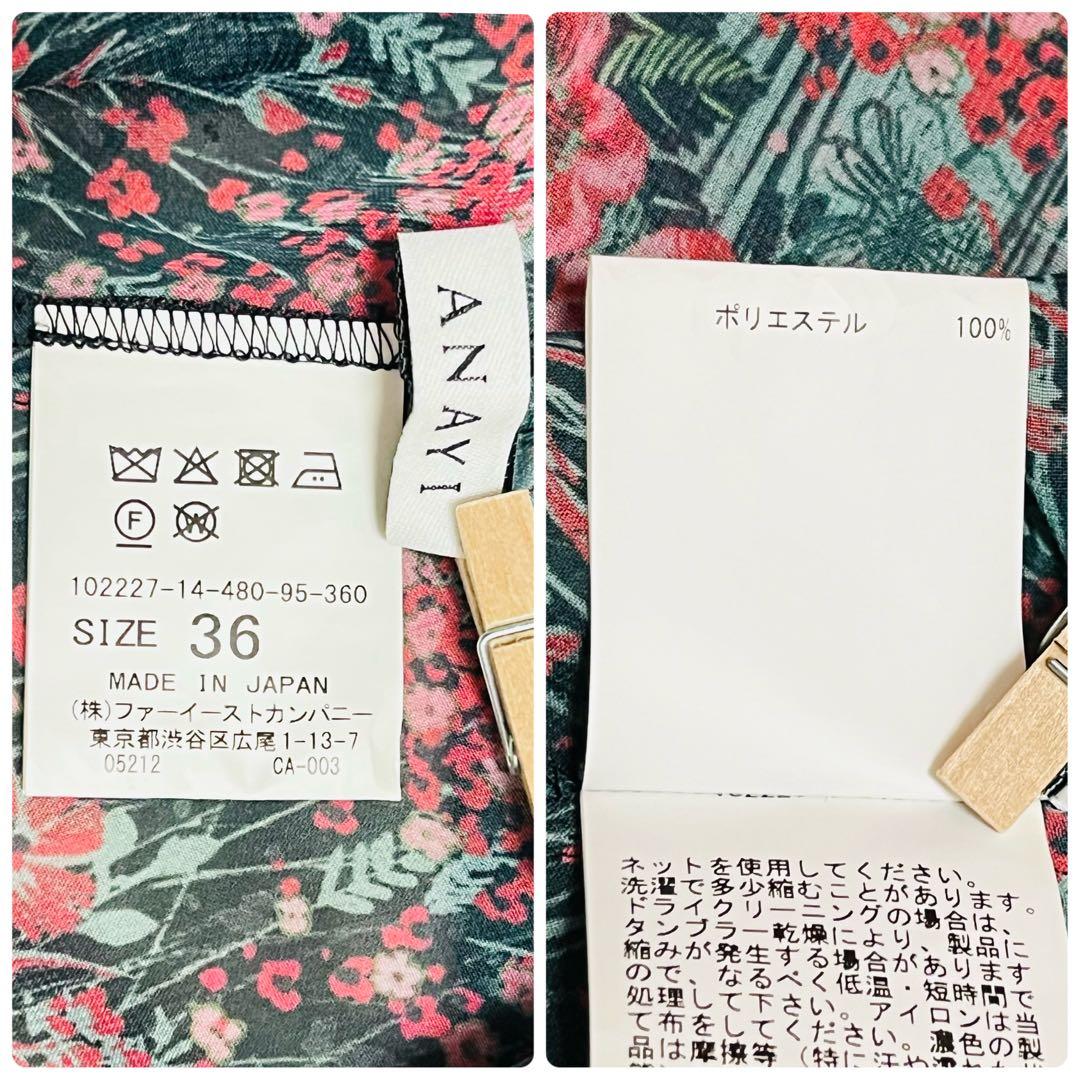 ANAYI
F
W
102227-14-480-95-360
SIZE 36
MADE IN JAPAN
(株)ファーイーストカンパニー
東京都渋谷区広尾1-13-7
05212 CA-003
ポリエステル 100%
ネットを使用してください。
洗濯で多少縮むことがあります。
ドライクリーニングの場合は、
タンブラー乾燥により、製品に
縮みが発生する場合があります
ので、なるべく低温・短時間で
処理して下さい。アイロンは当
て布をしてください。濃色の製
品は摩擦等(特に汗や